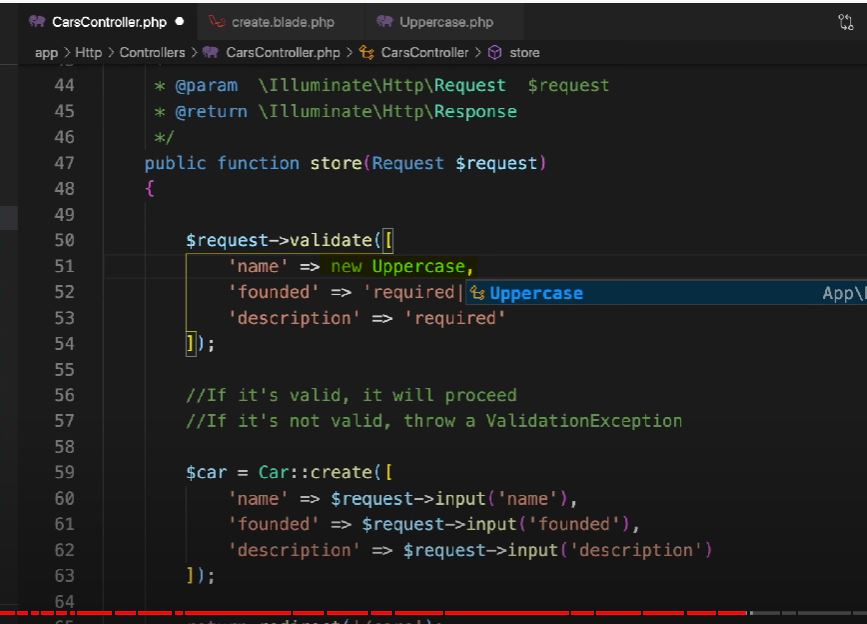 CarsController.php ● create.blade.php Uppercase.php
app > Http > Controllers > CarsController.php > CarsController > store
44 * @param \Illuminate\Http\Request $request
45 * @return \Illuminate\Http\Response
46 */
47 public function store(Request $request)
48 {
49
50 $request->validate([
51 'name' => new Uppercase,
52 'founded' => 'required| Uppercase App\
53 'description' => 'required'
54 ]);
55
56 //If it's valid, it will proceed
57 //If it's not valid, throw a ValidationException
58
59 $car = Car::create([
60 'name' => $request->input('name'),
61 'founded' => $request->input('founded'),
62 'description' => $request->input('description')
63 ]);
64